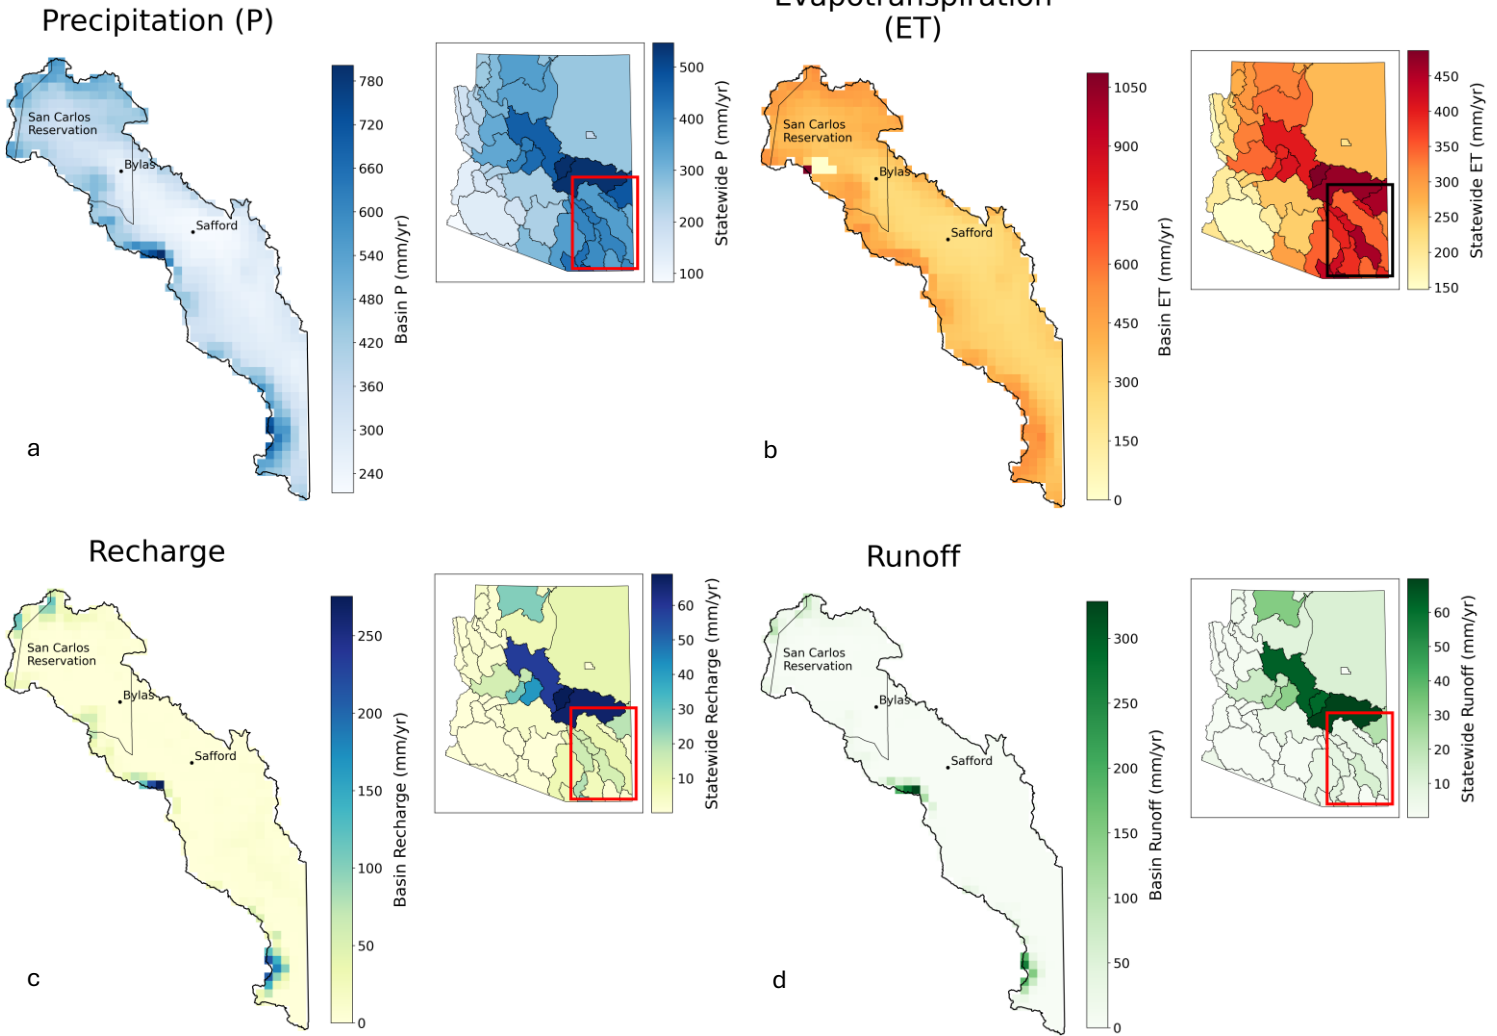 Precipitation (P)
San Carlos
Reservation
Bylas
Safford
a
780
720
660
600
540
480
420
360
300
240
Basin P (mm/yr)
500
400
300
200
100
Statewide P (mm/yr)
Evapotranspiration
(ET)
San Carlos
Reservation
Bylas
Safford
b
1050
900
750
600
450
300
150
0
Basin ET (mm/yr)
450
400
350
300
250
200
150
Statewide ET (mm/yr)
Recharge
San Carlos
Reservation
Bylas
Safford
c
250
200
150
100
50
0
Basin Recharge (mm/yr)
60
50
40
30
20
10
Statewide Recharge (mm/yr)
Runoff
San Carlos
Reservation
Bylas
Safford
d
300
250
200
150
100
50
0
Basin Runoff (mm/yr)
60
50
40
30
20
10
Statewide Runoff (mm/yr)